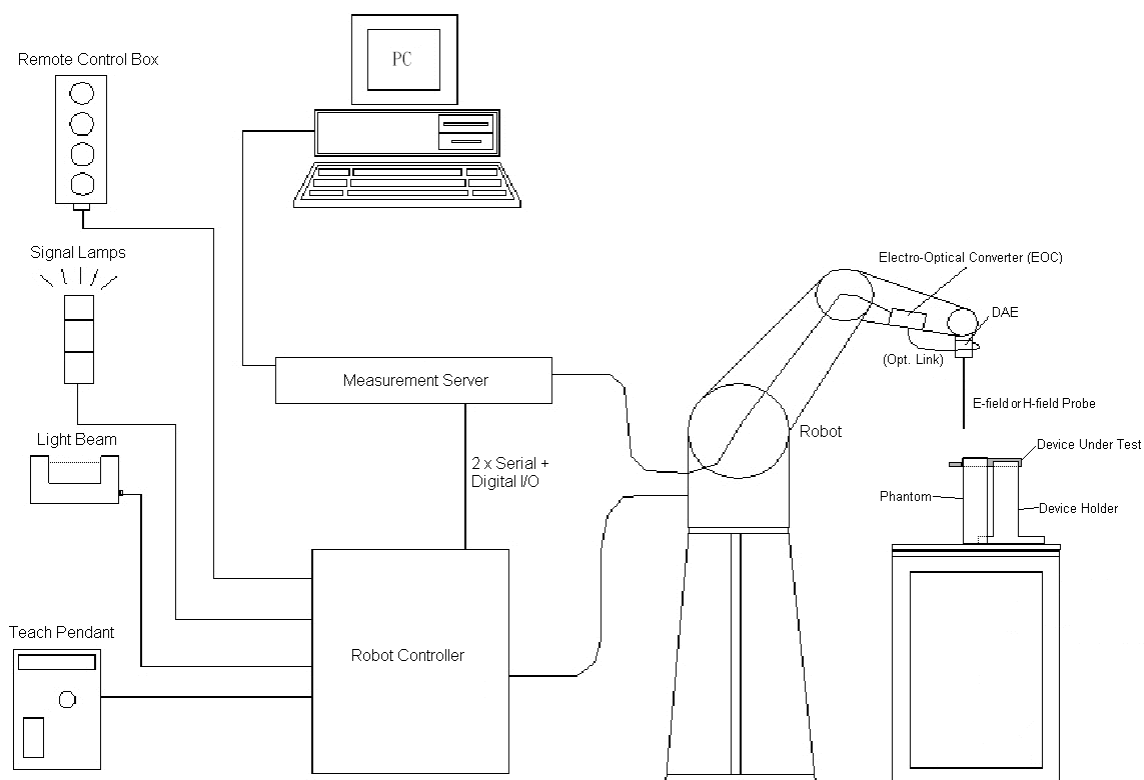 Remote Control Box
PC
Signal Lamps
Electro-Optical Converter (EOC)
DAE
(Opt. Link)
Measurement Server
E-field or H-field Probe
Light Beam
Robot
Device Under Test
2 x Serial +
Digital I/O
Phantom
Device Holder
Teach Pendant
Robot Controller